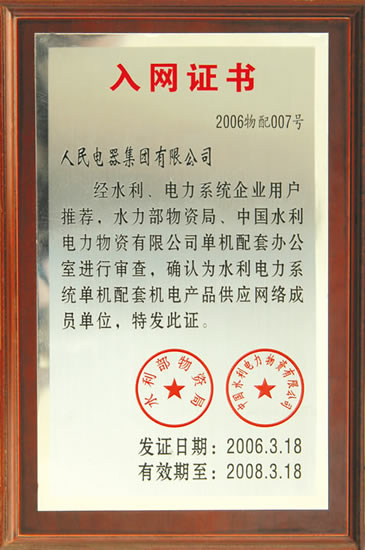 入网证书
2006物配007号
人民电器集团有限公司
经水利、电力系统企业用户
推荐，水力部物资局、中国水利
电力物资有限公司单机配套办公
室进行审查，确认为水利电力系
统单机配套机电产品供应网络成
员单位，特发此证。
水利部物资局
中国水利电力物资有限公司
发证日期：2006.3.18
有效期至：2008.3.18